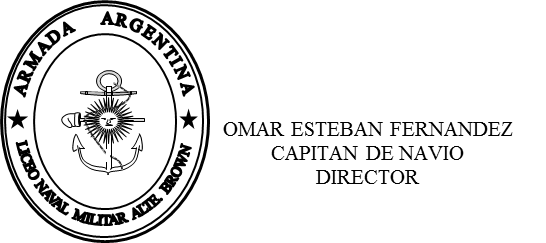 ARMADA ARGENTINA
LICEO NAVAL MILITAR ALTE. BROWN
OMAR ESTEBAN FERNANDEZ
CAPITAN DE NAVIO
DIRECTOR